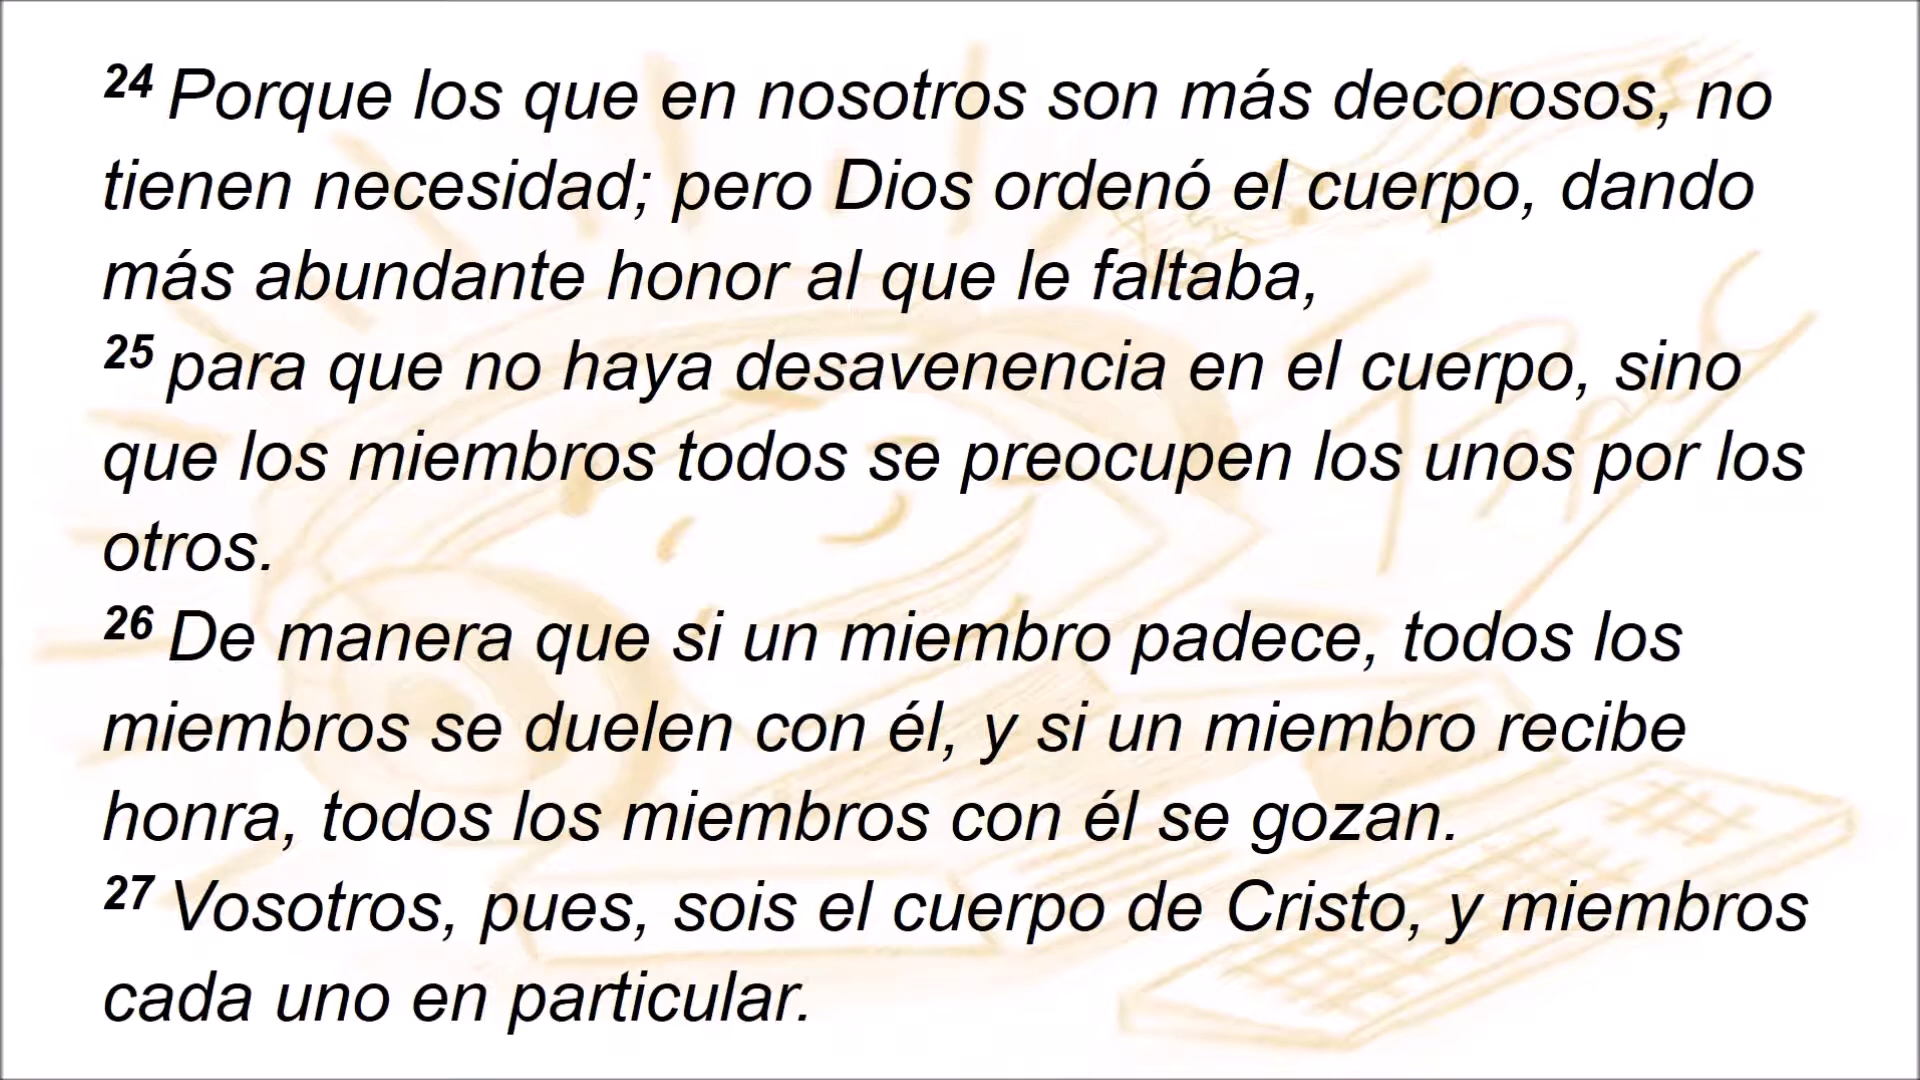 24 Porque los que en nosotros son más decorosos, no
tienen necesidad; pero Dios ordenó el cuerpo, dando
más abundante honor al que le faltaba,
25 para que no haya desavenencia en el cuerpo, sino
que los miembros todos se preocupen los unos por los
otros.
26 De manera que si un miembro padece, todos los
miembros se duelen con él, y si un miembro recibe
honra, todos los miembros con él se gozan.
27 Vosotros, pues, sois el cuerpo de Cristo, y miembros
cada uno en particular.